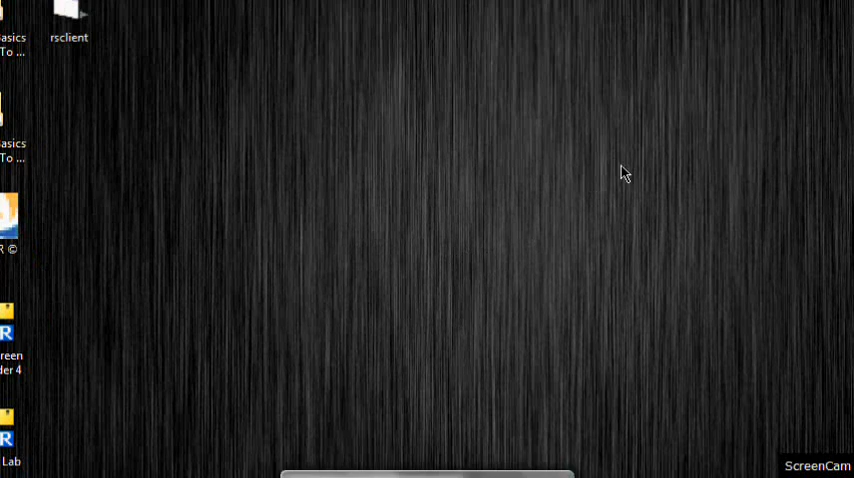 asics
To ...
rsclient
asics
To ...
R ©
R
reen
der 4
R
Lab
ScreenCam